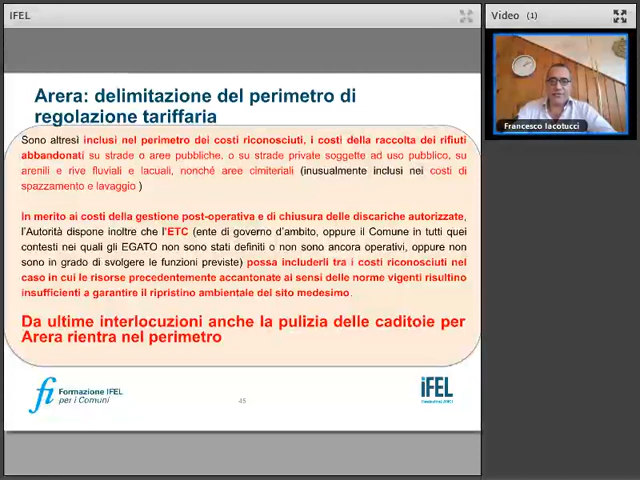 IFEL
Video (1)
Francesco Iacotucci
Arera: delimitazione del perimetro di
regolazione tariffaria
Sono altresì inclusi nel perimetro dei costi riconosciuti, i costi della raccolta dei rifiuti
abbandonati su strade o aree pubbliche, o su strade private soggette ad uso pubblico, su
arenili e rive fluviali e lacuali, nonché aree cimiteriali (inusualmente inclusi nei costi di
spazzamento e lavaggio )
In merito ai costi della gestione post-operativa e di chiusura delle discariche autorizzate,
l'Autorità dispone inoltre che l'ETC (ente di governo d'ambito, oppure il Comune in tutti quei
contesti nei quali gli EGATO non sono stati definiti o non sono ancora operativi, oppure non
sono in grado di svolgere le funzioni previste) possa includerli tra i costi riconosciuti nel
caso in cui le risorse precedentemente accantonate ai sensi delle norme vigenti risultino
insufficienti a garantire il ripristino ambientale del sito medesimo.
Da ultime interlocuzioni anche la pulizia delle caditoie per
Arera rientra nel perimetro
fi Formazione IFEL
per i Comuni
45
IFEL